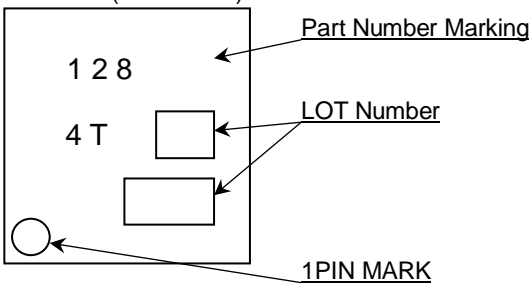 Part Number Marking
1 2 8
LOT Number
4 T
1PIN MARK